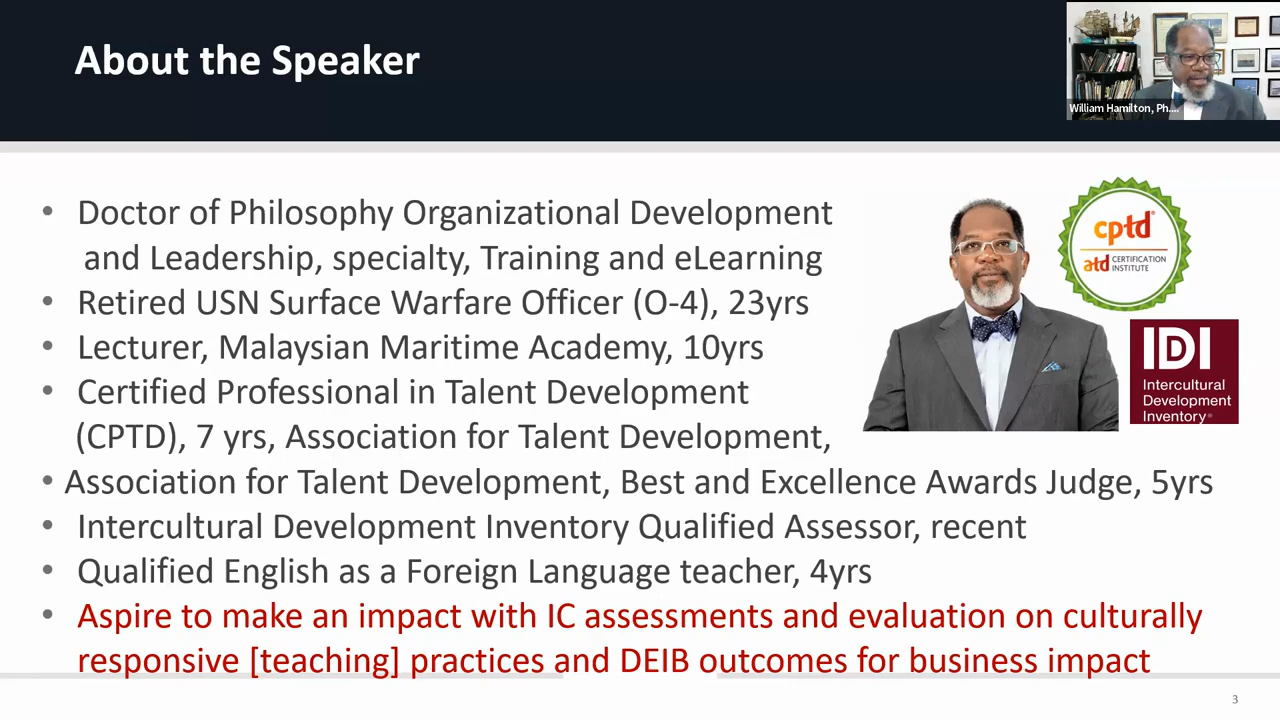 About the Speaker
William Hamilton, Ph....
• Doctor of Philosophy Organizational Development
and Leadership, specialty, Training and eLearning
• Retired USN Surface Warfare Officer (O-4), 23yrs
• Lecturer, Malaysian Maritime Academy, 10yrs
• Certified Professional in Talent Development
(CPTD), 7 yrs, Association for Talent Development,
• Association for Talent Development, Best and Excellence Awards Judge, 5yrs
• Intercultural Development Inventory Qualified Assessor, recent
• Qualified English as a Foreign Language teacher, 4yrs
• Aspire to make an impact with IC assessments and evaluation on culturally
responsive [teaching] practices and DEIB outcomes for business impact
cptd®
atd CERTIFICATION
INSTITUTE
IDI
Intercultural
Development
Inventory®
3